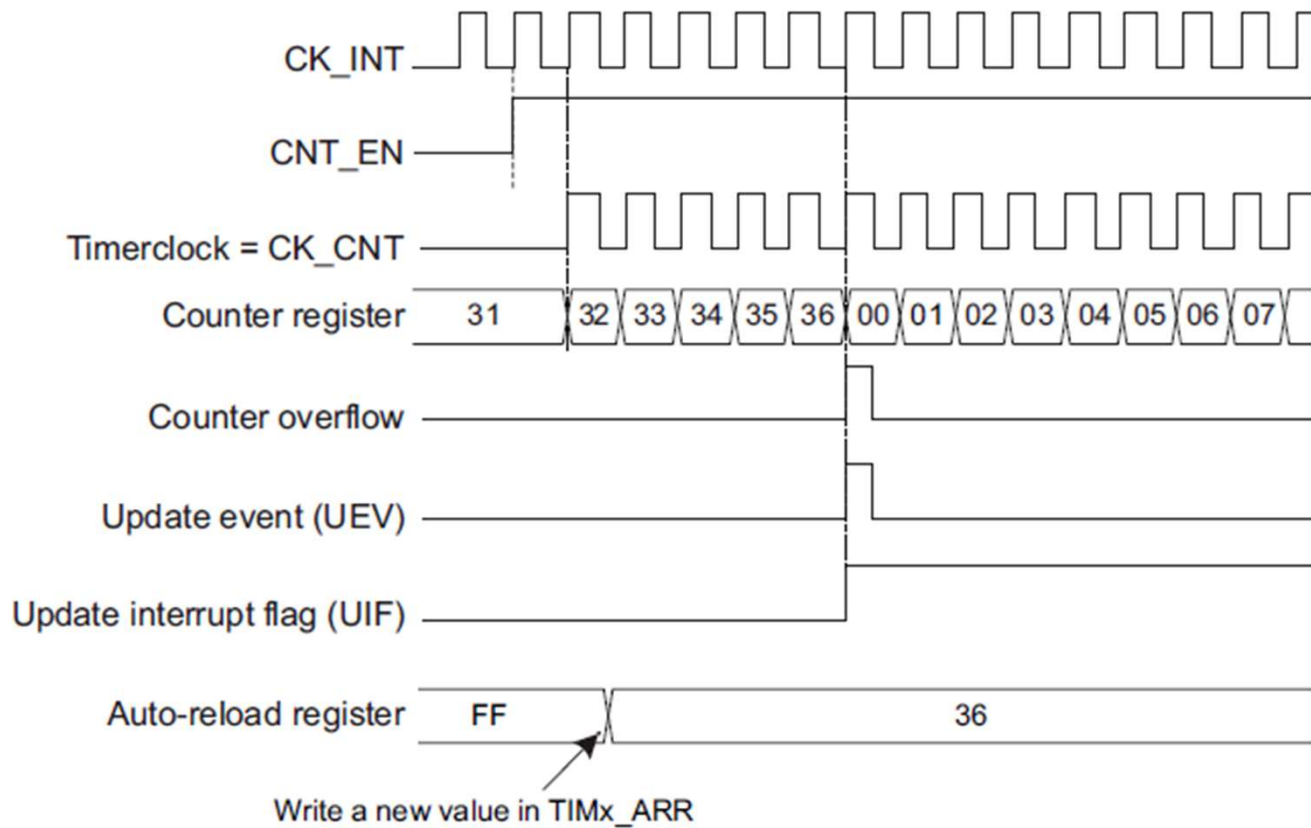 CK_INT
CNT_EN
Timerclock = CK_CNT
Counter register 31 32 33 34 35 36 00 01 02 03 04 05 06 07
Counter overflow
Update event (UEV)
Update interrupt flag (UIF)
Auto-reload register FF 36
Write a new value in TIMx_ARR